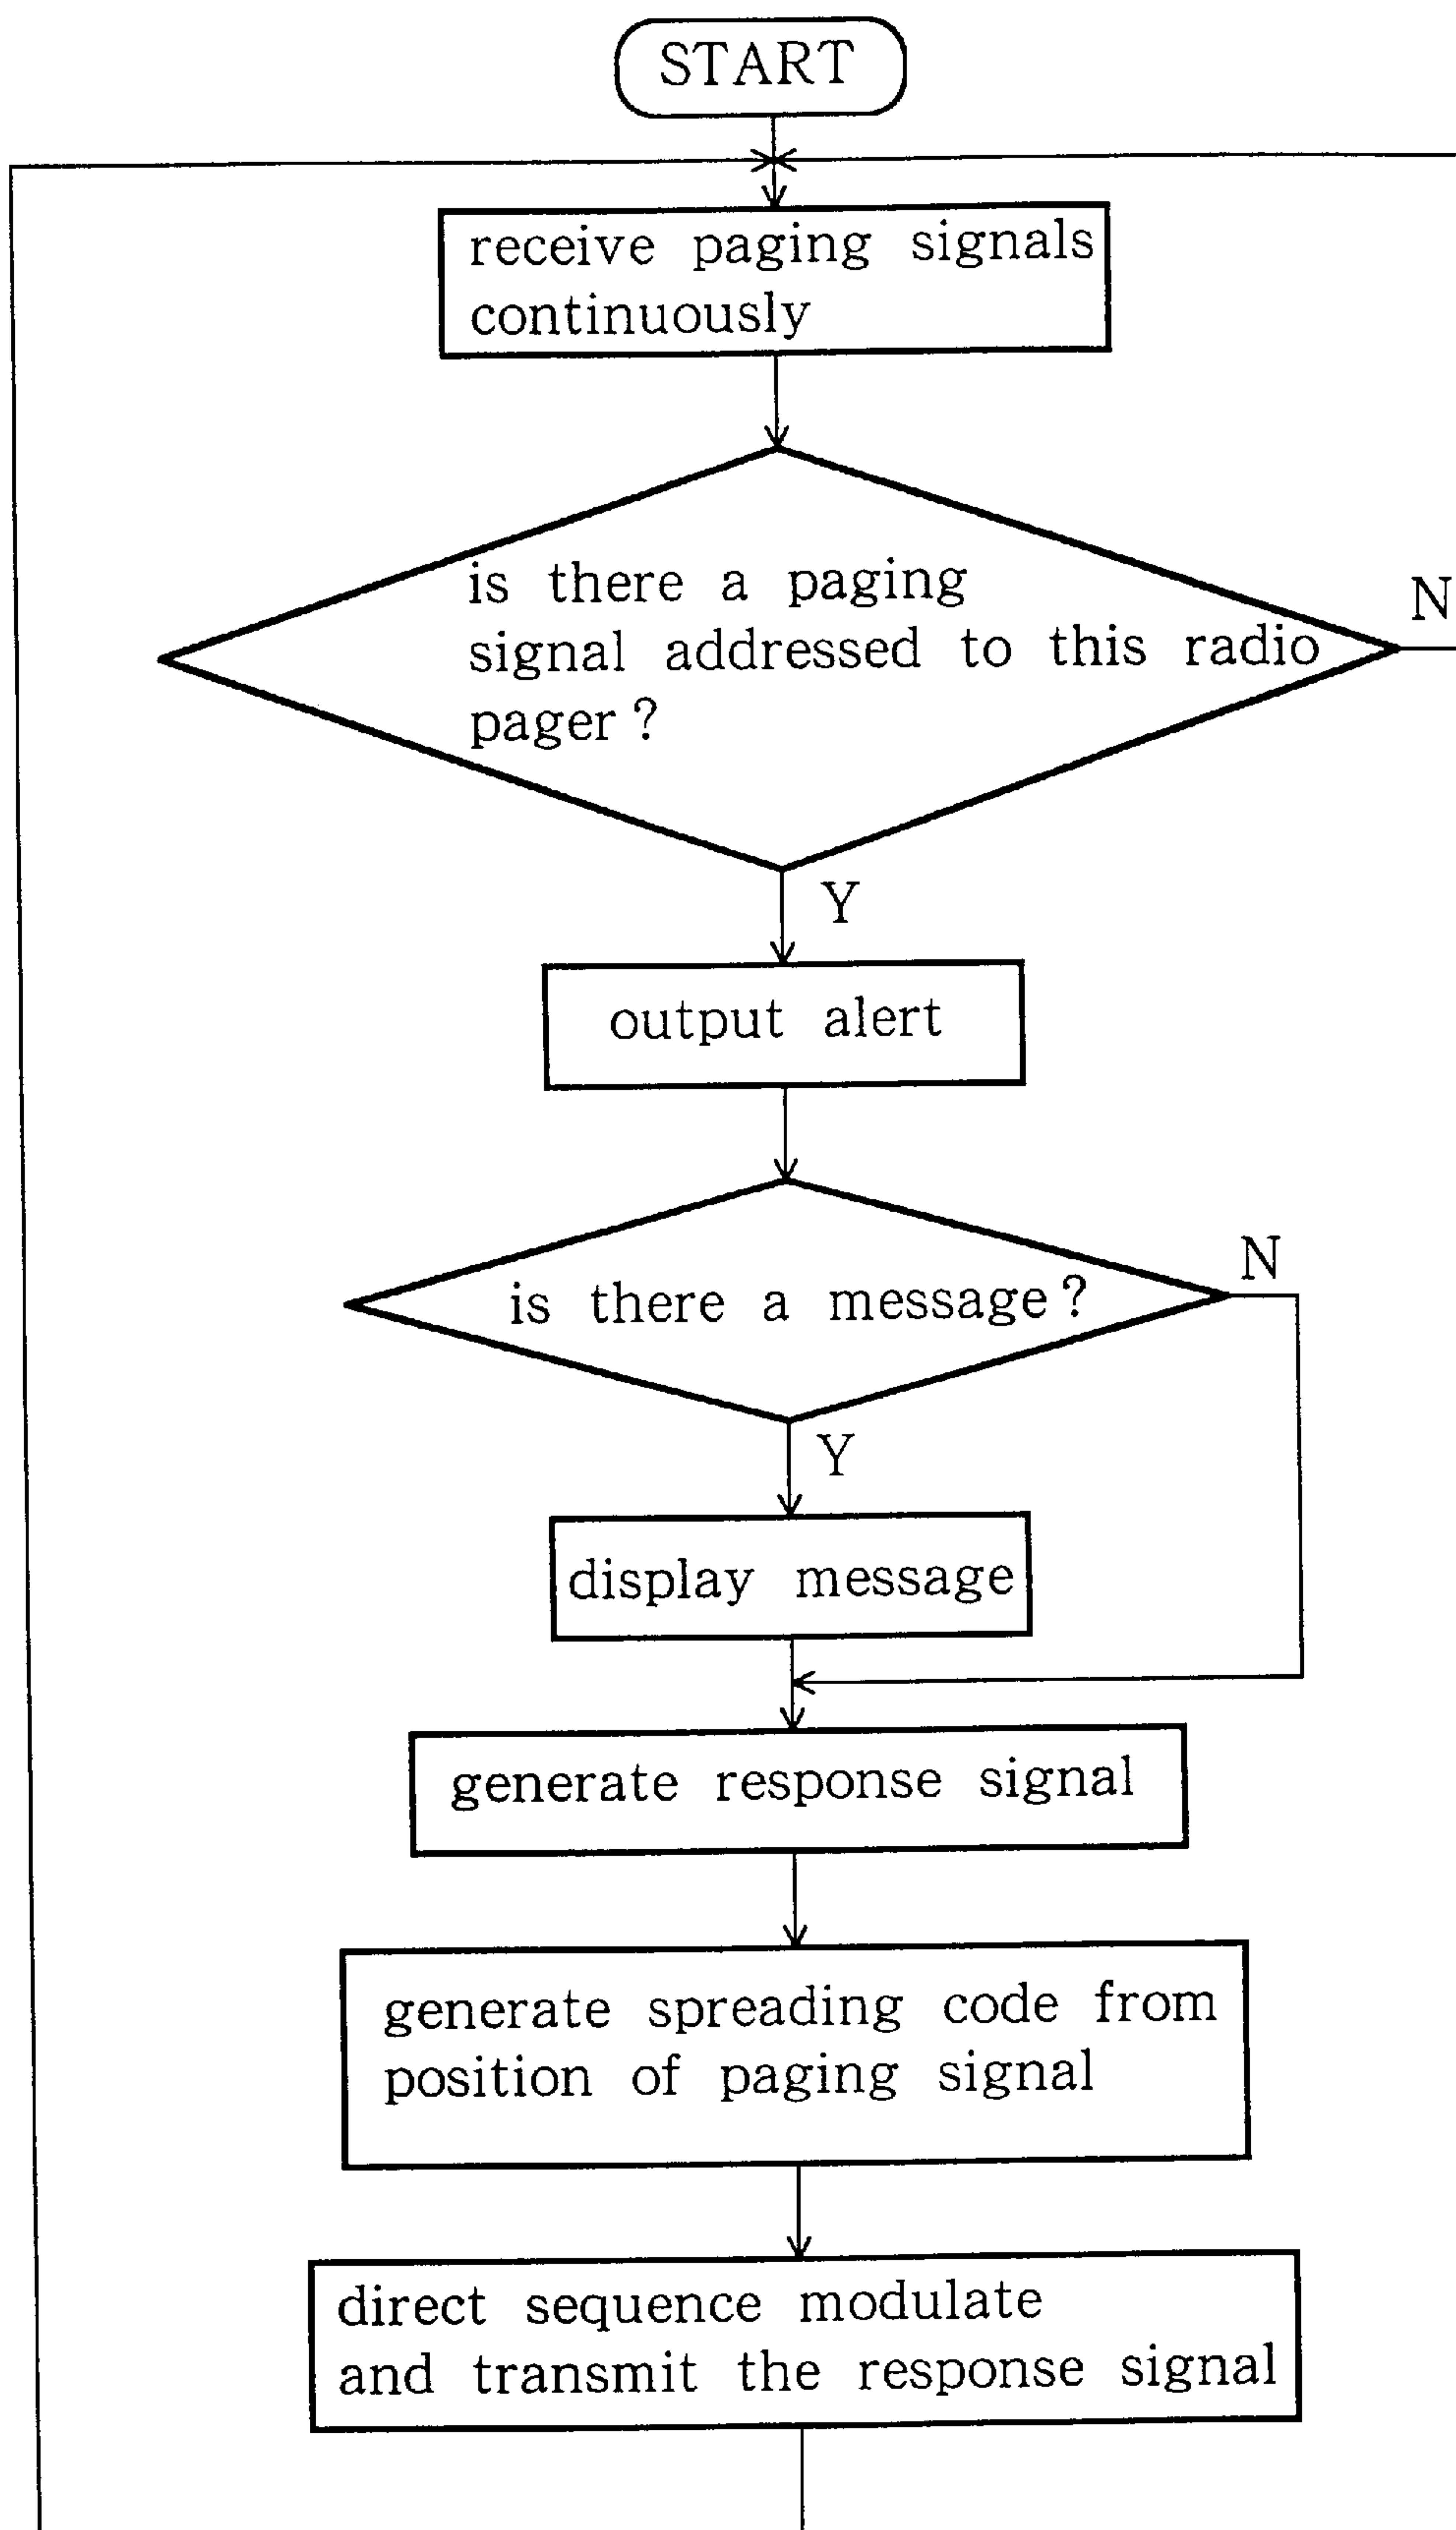 START
receive paging signals
continuously
is there a paging
signal addressed to this radio
pager ?
N
Y
output alert
is there a message ?
N
Y
display message
generate response signal
generate spreading code from
position of paging signal
direct sequence modulate
and transmit the response signal